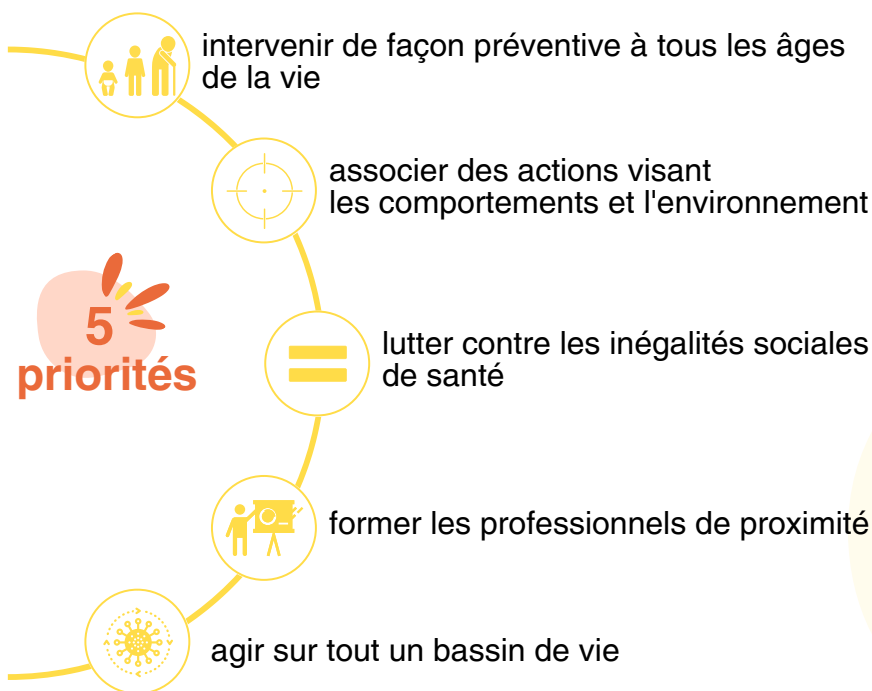 intervenir de façon préventive à tous les âges
de la vie
associer des actions visant
les comportements et l'environnement
5
priorités
lutter contre les inégalités sociales
de santé
former les professionnels de proximité
agir sur tout un bassin de vie